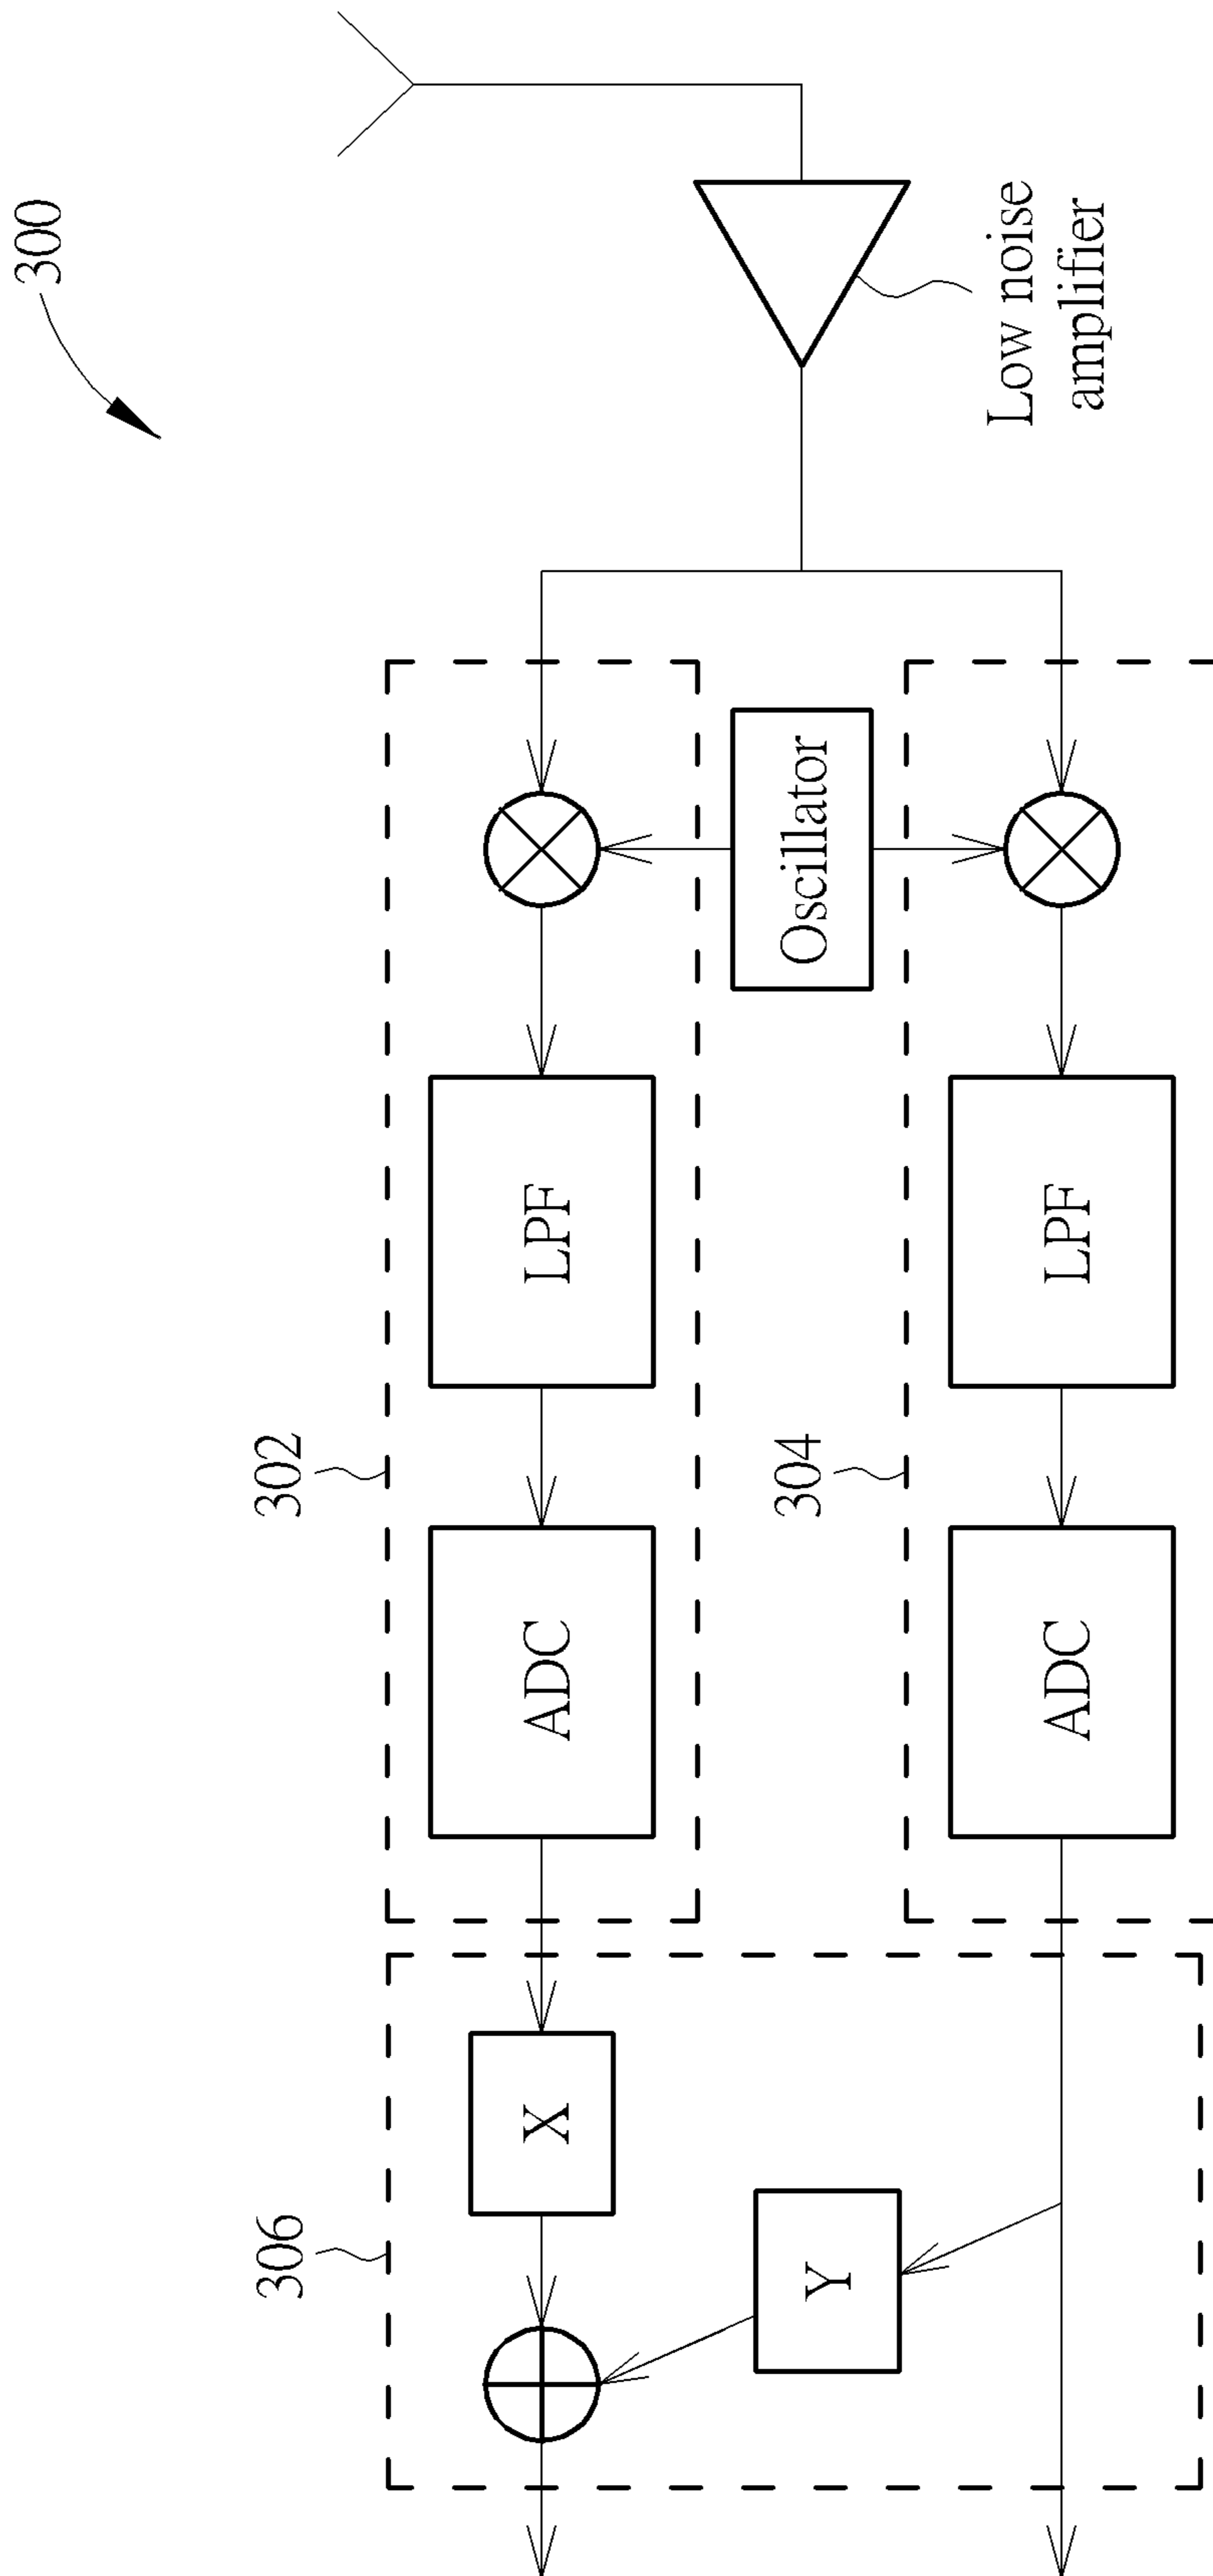 300
Low noise
amplifier
Oscillator
302
LPF
ADC
304
LPF
ADC
306
X
Y